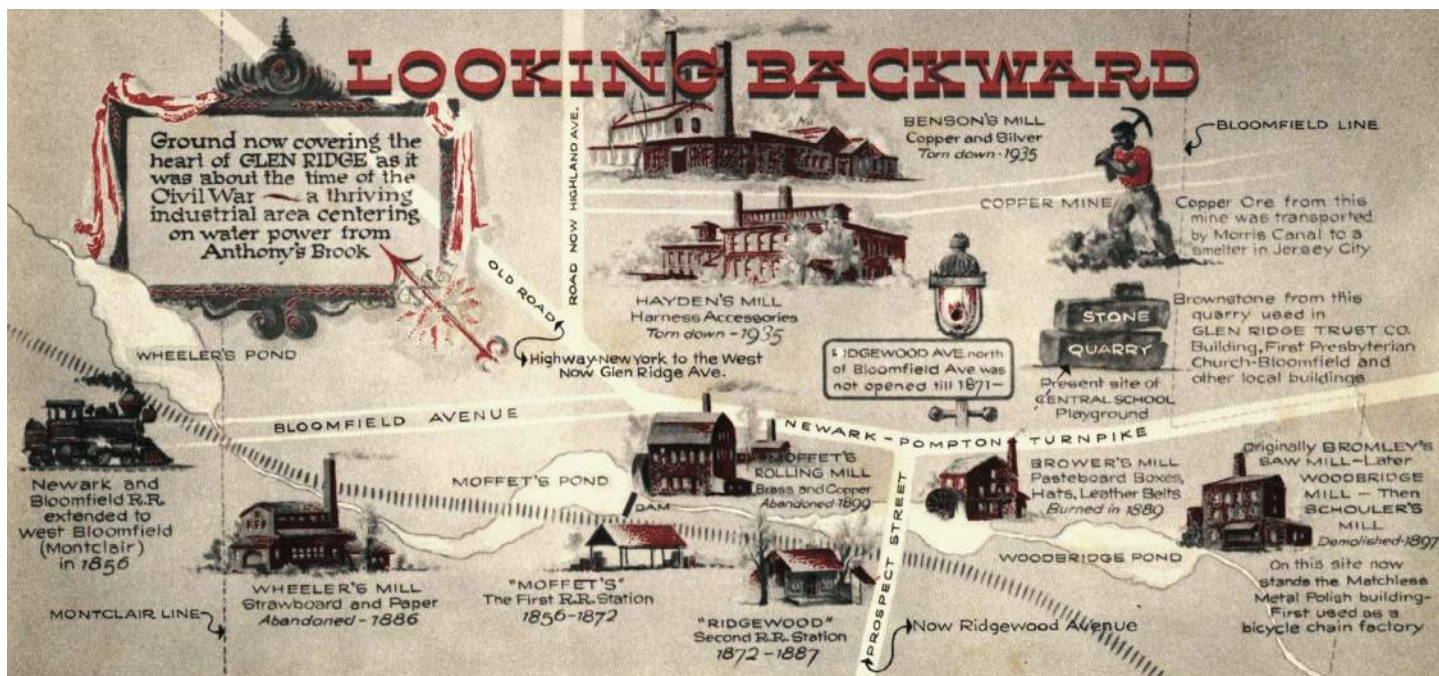 LOOKING BACKWARD
Ground now covering the
heart of GLEN RIDGE as it
was about the time of the
Civil War — a thriving
industrial area centering
on water power from
Anthony's Brook
OLD ROAD
ROAD NOW HIGHLAND AVE.
BENSON'S MILL
Copper and Silver
Torn down - 1935
BLOOMFIELD LINE
COPPER MINE
Copper Ore from this
mine was transported
by Morris Canal to a
smelter in Jersey City
HAYDEN'S MILL
Harness Accessories
Torn down - 1935
Highway-New York to the West
Now Glen Ridge Ave.
RIDGEWOOD AVE. north
of Bloomfield Ave was
not opened till 1871-
STONE
QUARRY
Brownstone from this
quarry used in
GLEN RIDGE TRUST CO.
Building, First Presbyterian
Church-Bloomfield and
other local buildings
Present site of
CENTRAL SCHOOL
Playground
WHEELER'S POND
BLOOMFIELD AVENUE
NEWARK-POMPTON TURNPIKE
Newark and
Bloomfield R.R.
extended to
West Bloomfield
(Montclair)
in 1856
MOFFET'S POND
DAM
MOFFET'S
ROLLING MILL
Brass and Copper
Abandoned-1899
BROWER'S MILL
Pasteboard Boxes,
Hats, Leather Belts
Burned in 1889
Originally BROMLEY'S
SAW MILL-Later
WOODBRIDGE
MILL - Then
SCHOULER'S
MILL
Demolished-1897
On this site now
stands the Matchless
Metal Polish building-
First used as a
bicycle chain factory
WOODBRIDGE POND
WHEELER'S MILL
Strawboard and Paper
Abandoned - 1886
"MOFFET'S"
The First R.R. Station
1856-1872
"RIDGEWOOD"
Second R.R. Station
1872-1887
PROSPECT STREET
Now Ridgewood Avenue
MONTCLAIR LINE